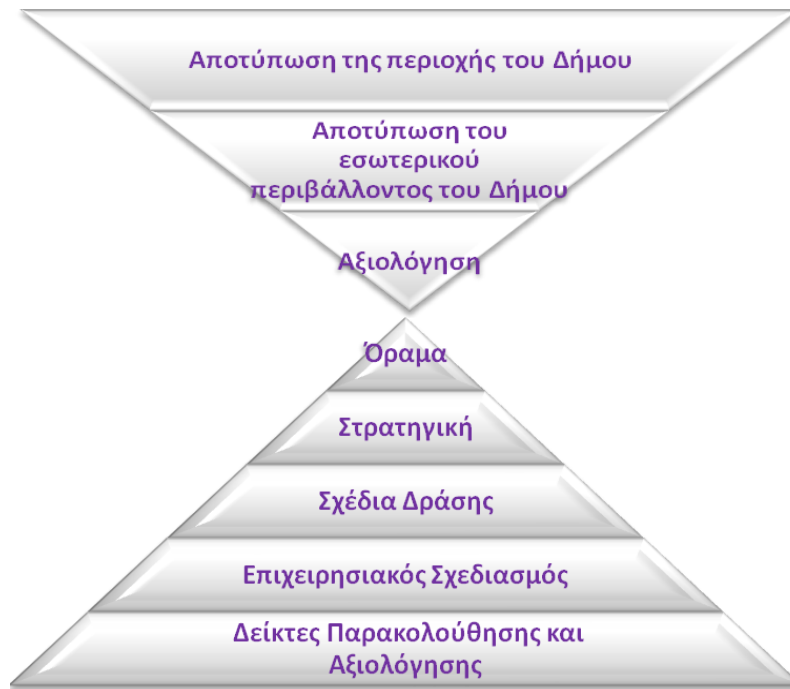 Αποτύπωση της περιοχής του Δήμου
Αποτύπωση του
εσωτερικού
περιβάλλοντος του Δήμου
Αξιολόγηση
Όραμα
Στρατηγική
Σχέδια Δράσης
Επιχειρησιακός Σχεδιασμός
Δείκτες Παρακολούθησης και
Αξιολόγησης